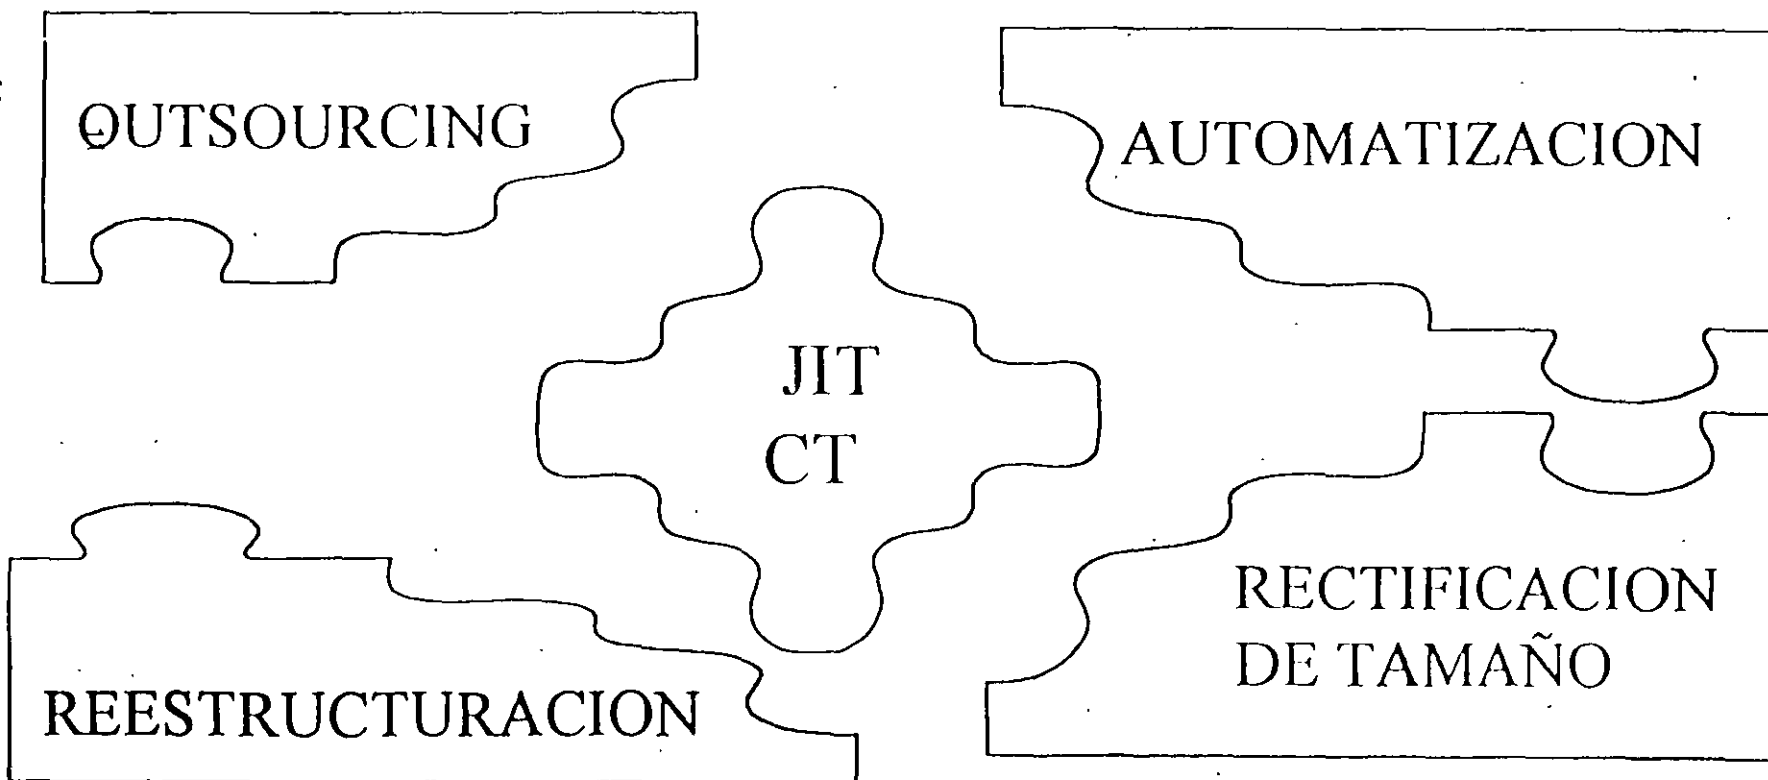 OUTSOURCING
AUTOMATIZACION
JIT
CT
RECTIFICACION
DE TAMAÑO
REESTRUCTURACION